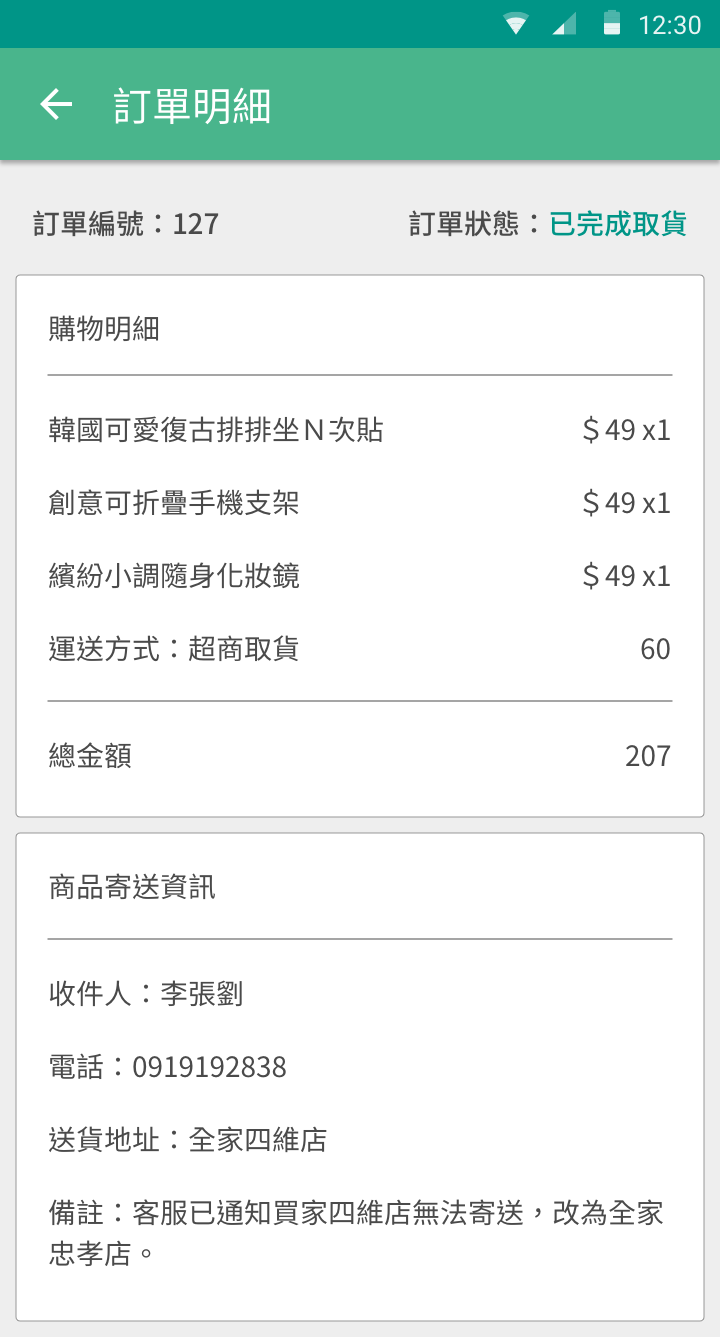 12:30
訂單明細
訂單編號：127 訂單狀態：已完成取貨
購物明細
韓國可愛復古排排坐Ｎ次貼 ＄49 x1
創意可折疊手機支架 ＄49 x1
繽紛小調隨身化妝鏡 ＄49 x1
運送方式：超商取貨 60
總金額 207
商品寄送資訊
收件人：李張劉
電話：0919192838
送貨地址：全家四維店
備註：客服已通知買家四維店無法寄送，改為全家
忠孝店。